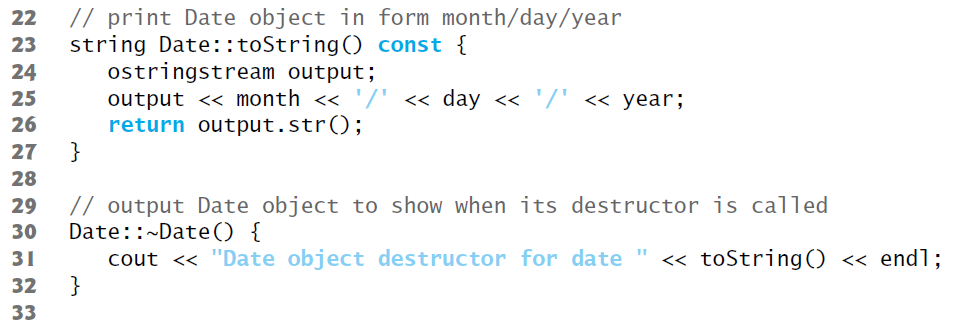 22 // print Date object in form month/day/year
23 string Date::toString() const {
24    ostringstream output;
25    output << month << '/' << day << '/' << year;
26    return output.str();
27 }
28
29 // output Date object to show when its destructor is called
30 Date::~Date() {
31    cout << "Date object destructor for date " << toString() << endl;
32 }
33